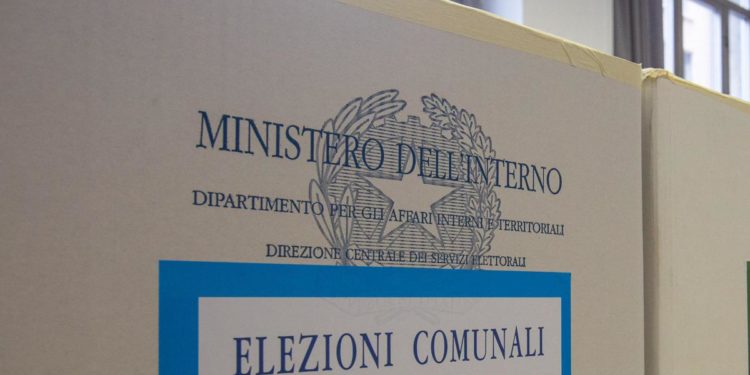 MINISTERO DELL'INTERNO
DIPARTIMENTO PER GLI AFFARI INTERNI E TERRITORIALI
DIREZIONE CENTRALE DEI SERVIZI ELETTORALI
ELEZIONI COMUNALI